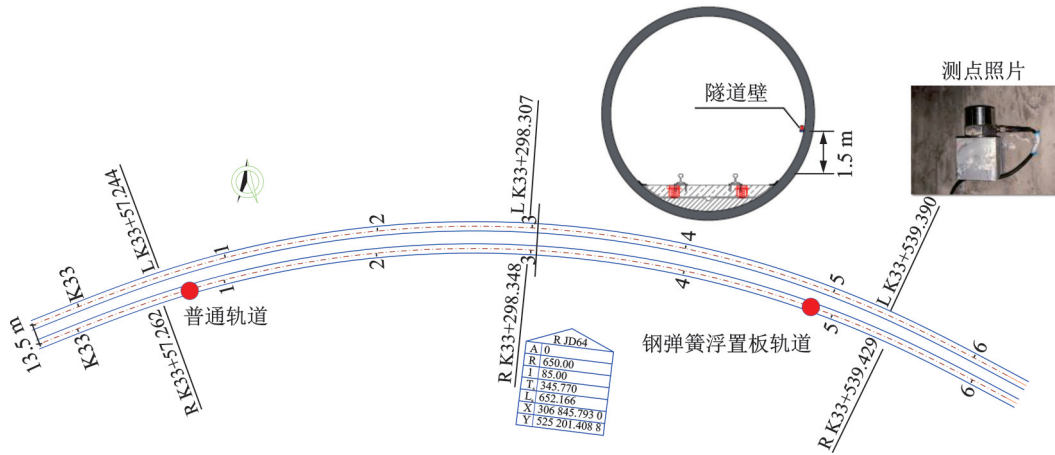 测点照片
隧道壁
1.5 m
L K33+298.307
L K33+57.244
L K33+539.390
K33
1
2
3
4
5
6
13.5 m
K33
1
2
3
4
5
6
普通轨道
钢弹簧浮置板轨道
R K33+57.262
R K33+298.348
R K33+539.429
R JD64
A 0
R 650.00
1 85.00
T, 345.770
L, 652.166
X 306 845.793 0
Y 525 201.408 8